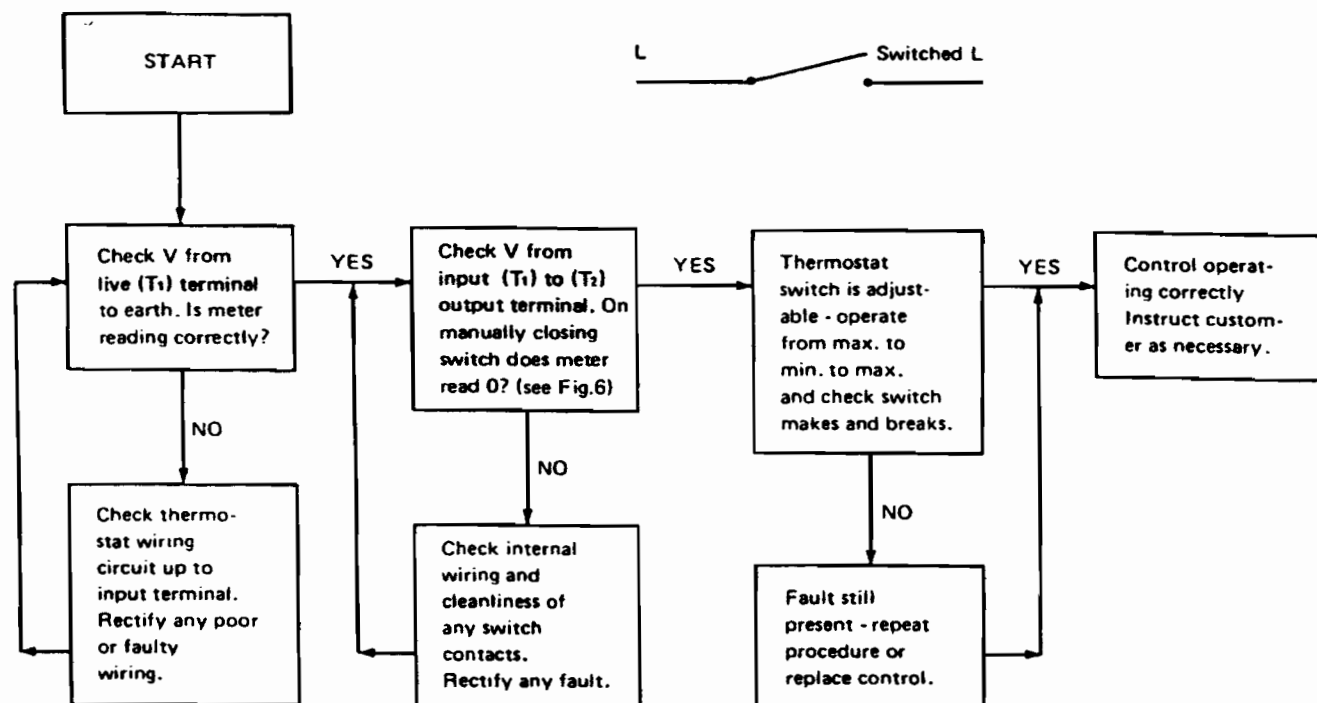 START
L
Switched L
Check V from
live (T₁) terminal
to earth. Is meter
reading correctly?
YES
Check V from
input (T₁) to (T₂)
output terminal. On
manually closing
switch does meter
read 0? (see Fig.6)
YES
Thermostat
switch is adjust-
able - operate
from max. to
min. to max.
and check switch
makes and breaks.
YES
Control operat-
ing correctly
Instruct custom-
er as necessary.
NO
NO
NO
Check thermo-
stat wiring
circuit up to
input terminal.
Rectify any poor
or faulty
wiring.
Check internal
wiring and
cleanliness of
any switch
contacts.
Rectify any fault.
Fault still
present - repeat
procedure or
replace control.